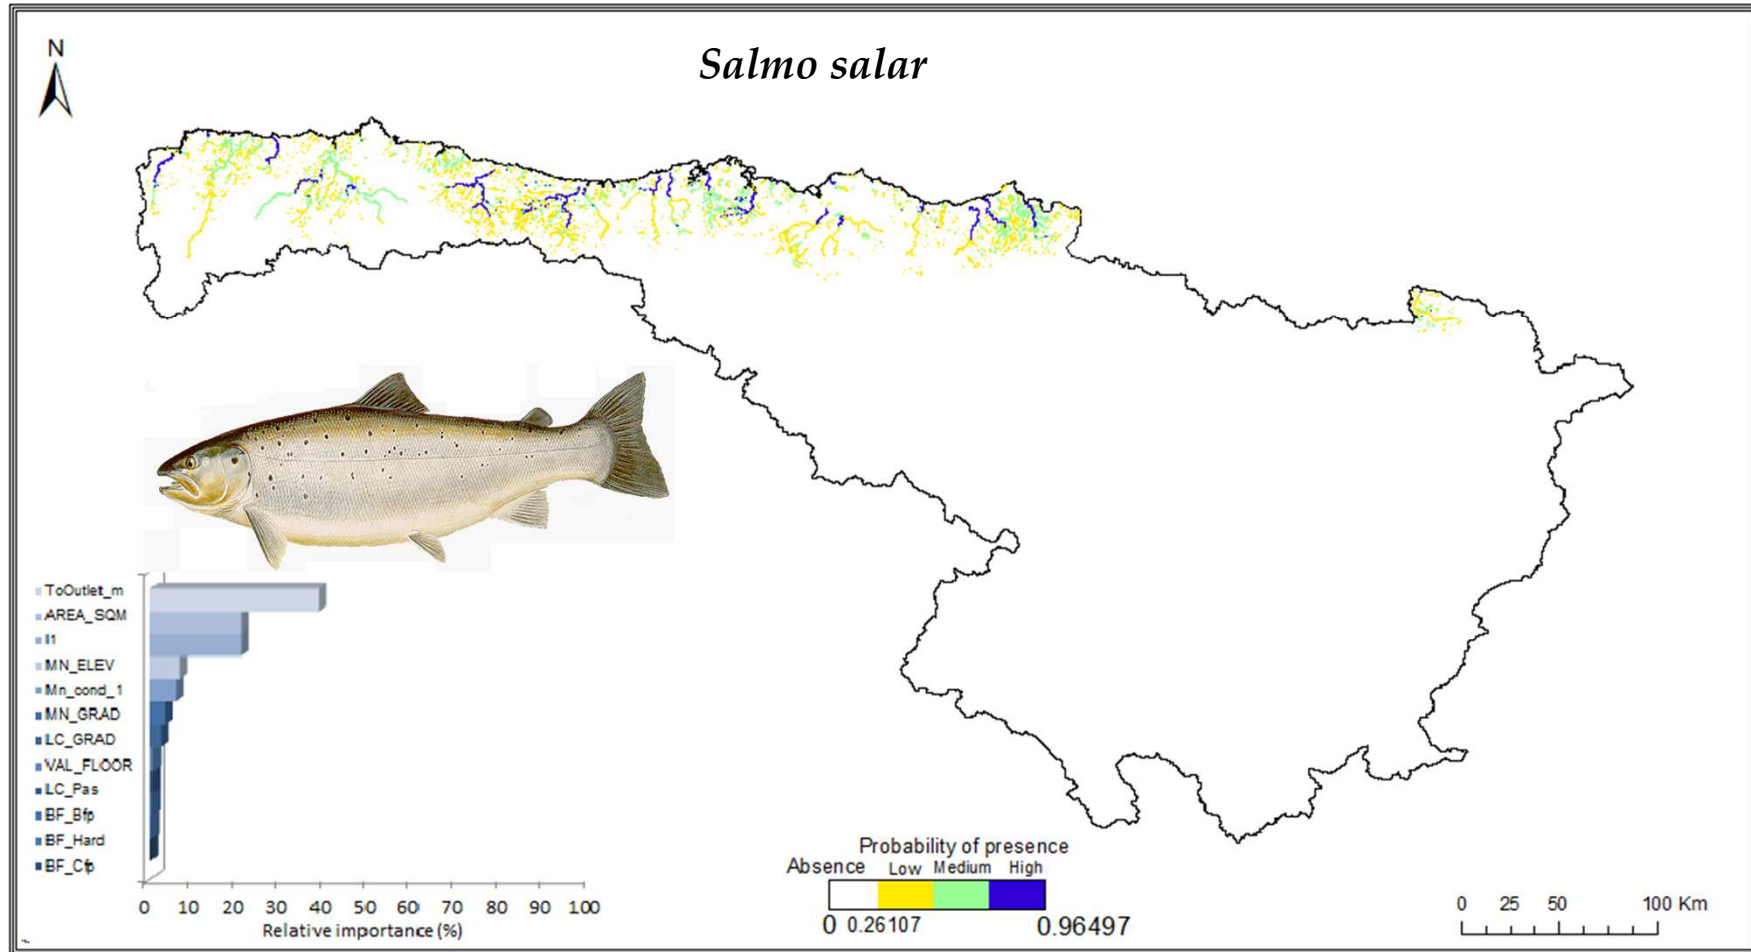 N
Salmo salar
ToOutlet_m
AREA_SQM
I1
MN_ELEV
Mn_cond_1
MN_GRAD
LC_GRAD
VAL_FLOOR
LC_Pas
BF_Bfp
BF_Hard
BF_Cfp
0 10 20 30 40 50 60 70 80 90 100
Relative importance (%)
Probability of presence
Absence Low Medium High
0 0.26107 0.96497
0 25 50 100 Km